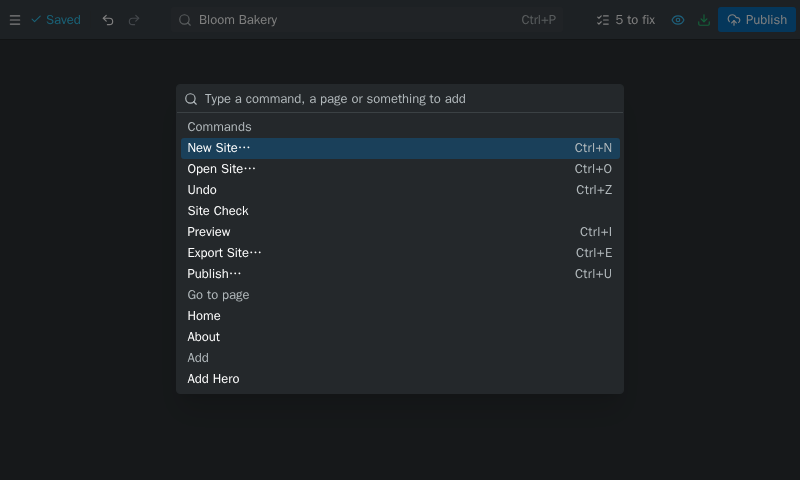 Saved
Bloom Bakery
Ctrl+P
5 to fix
Publish
Type a command, a page or something to add
Commands
New Site⋯ Ctrl+N
Open Site⋯ Ctrl+O
Undo Ctrl+Z
Site Check
Preview Ctrl+I
Export Site⋯ Ctrl+E
Publish⋯ Ctrl+U
Go to page
Home
About
Add
Add Hero